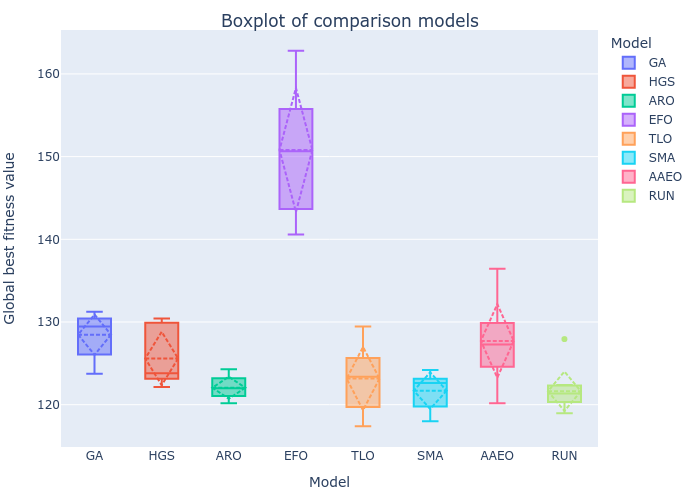 Boxplot of comparison models
Global best fitness value
160
150
140
130
120
GA
HGS
ARO
EFO
TLO
SMA
AAEO
RUN
Model
Model
GA
HGS
ARO
EFO
TLO
SMA
AAEO
RUN